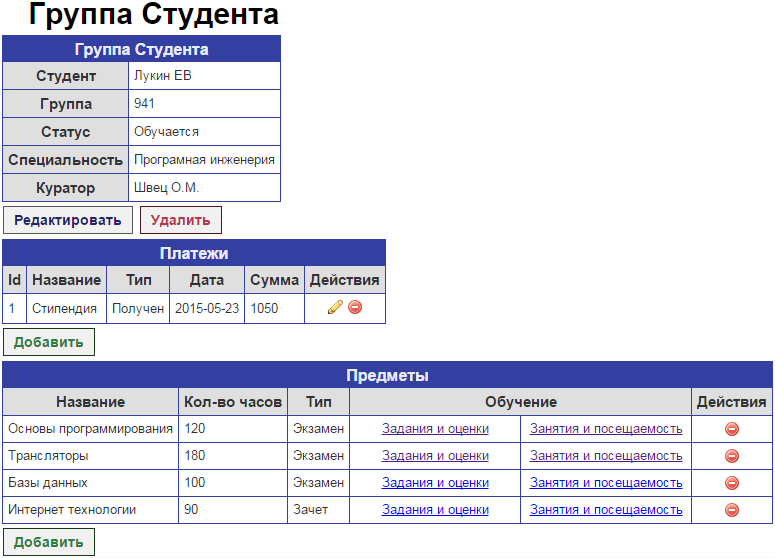 Группа Студента
Группа Студента
Студент Лукин ЕВ
Группа 941
Статус Обучается
Специальность Програмная инженерия
Куратор Швец О.М.
Редактировать Удалить
Платежи
Id Название Тип Дата Сумма Действия
1 Стипендия Получен 2015-05-23 1050
Добавить
Предметы
Название Кол-во часов Тип Обучение Действия
Основы программирования 120 Экзамен Задания и оценки Занятия и посещаемость
Трансляторы 180 Экзамен Задания и оценки Занятия и посещаемость
Базы данных 100 Экзамен Задания и оценки Занятия и посещаемость
Интернет технологии 90 Зачет Задания и оценки Занятия и посещаемость
Добавить